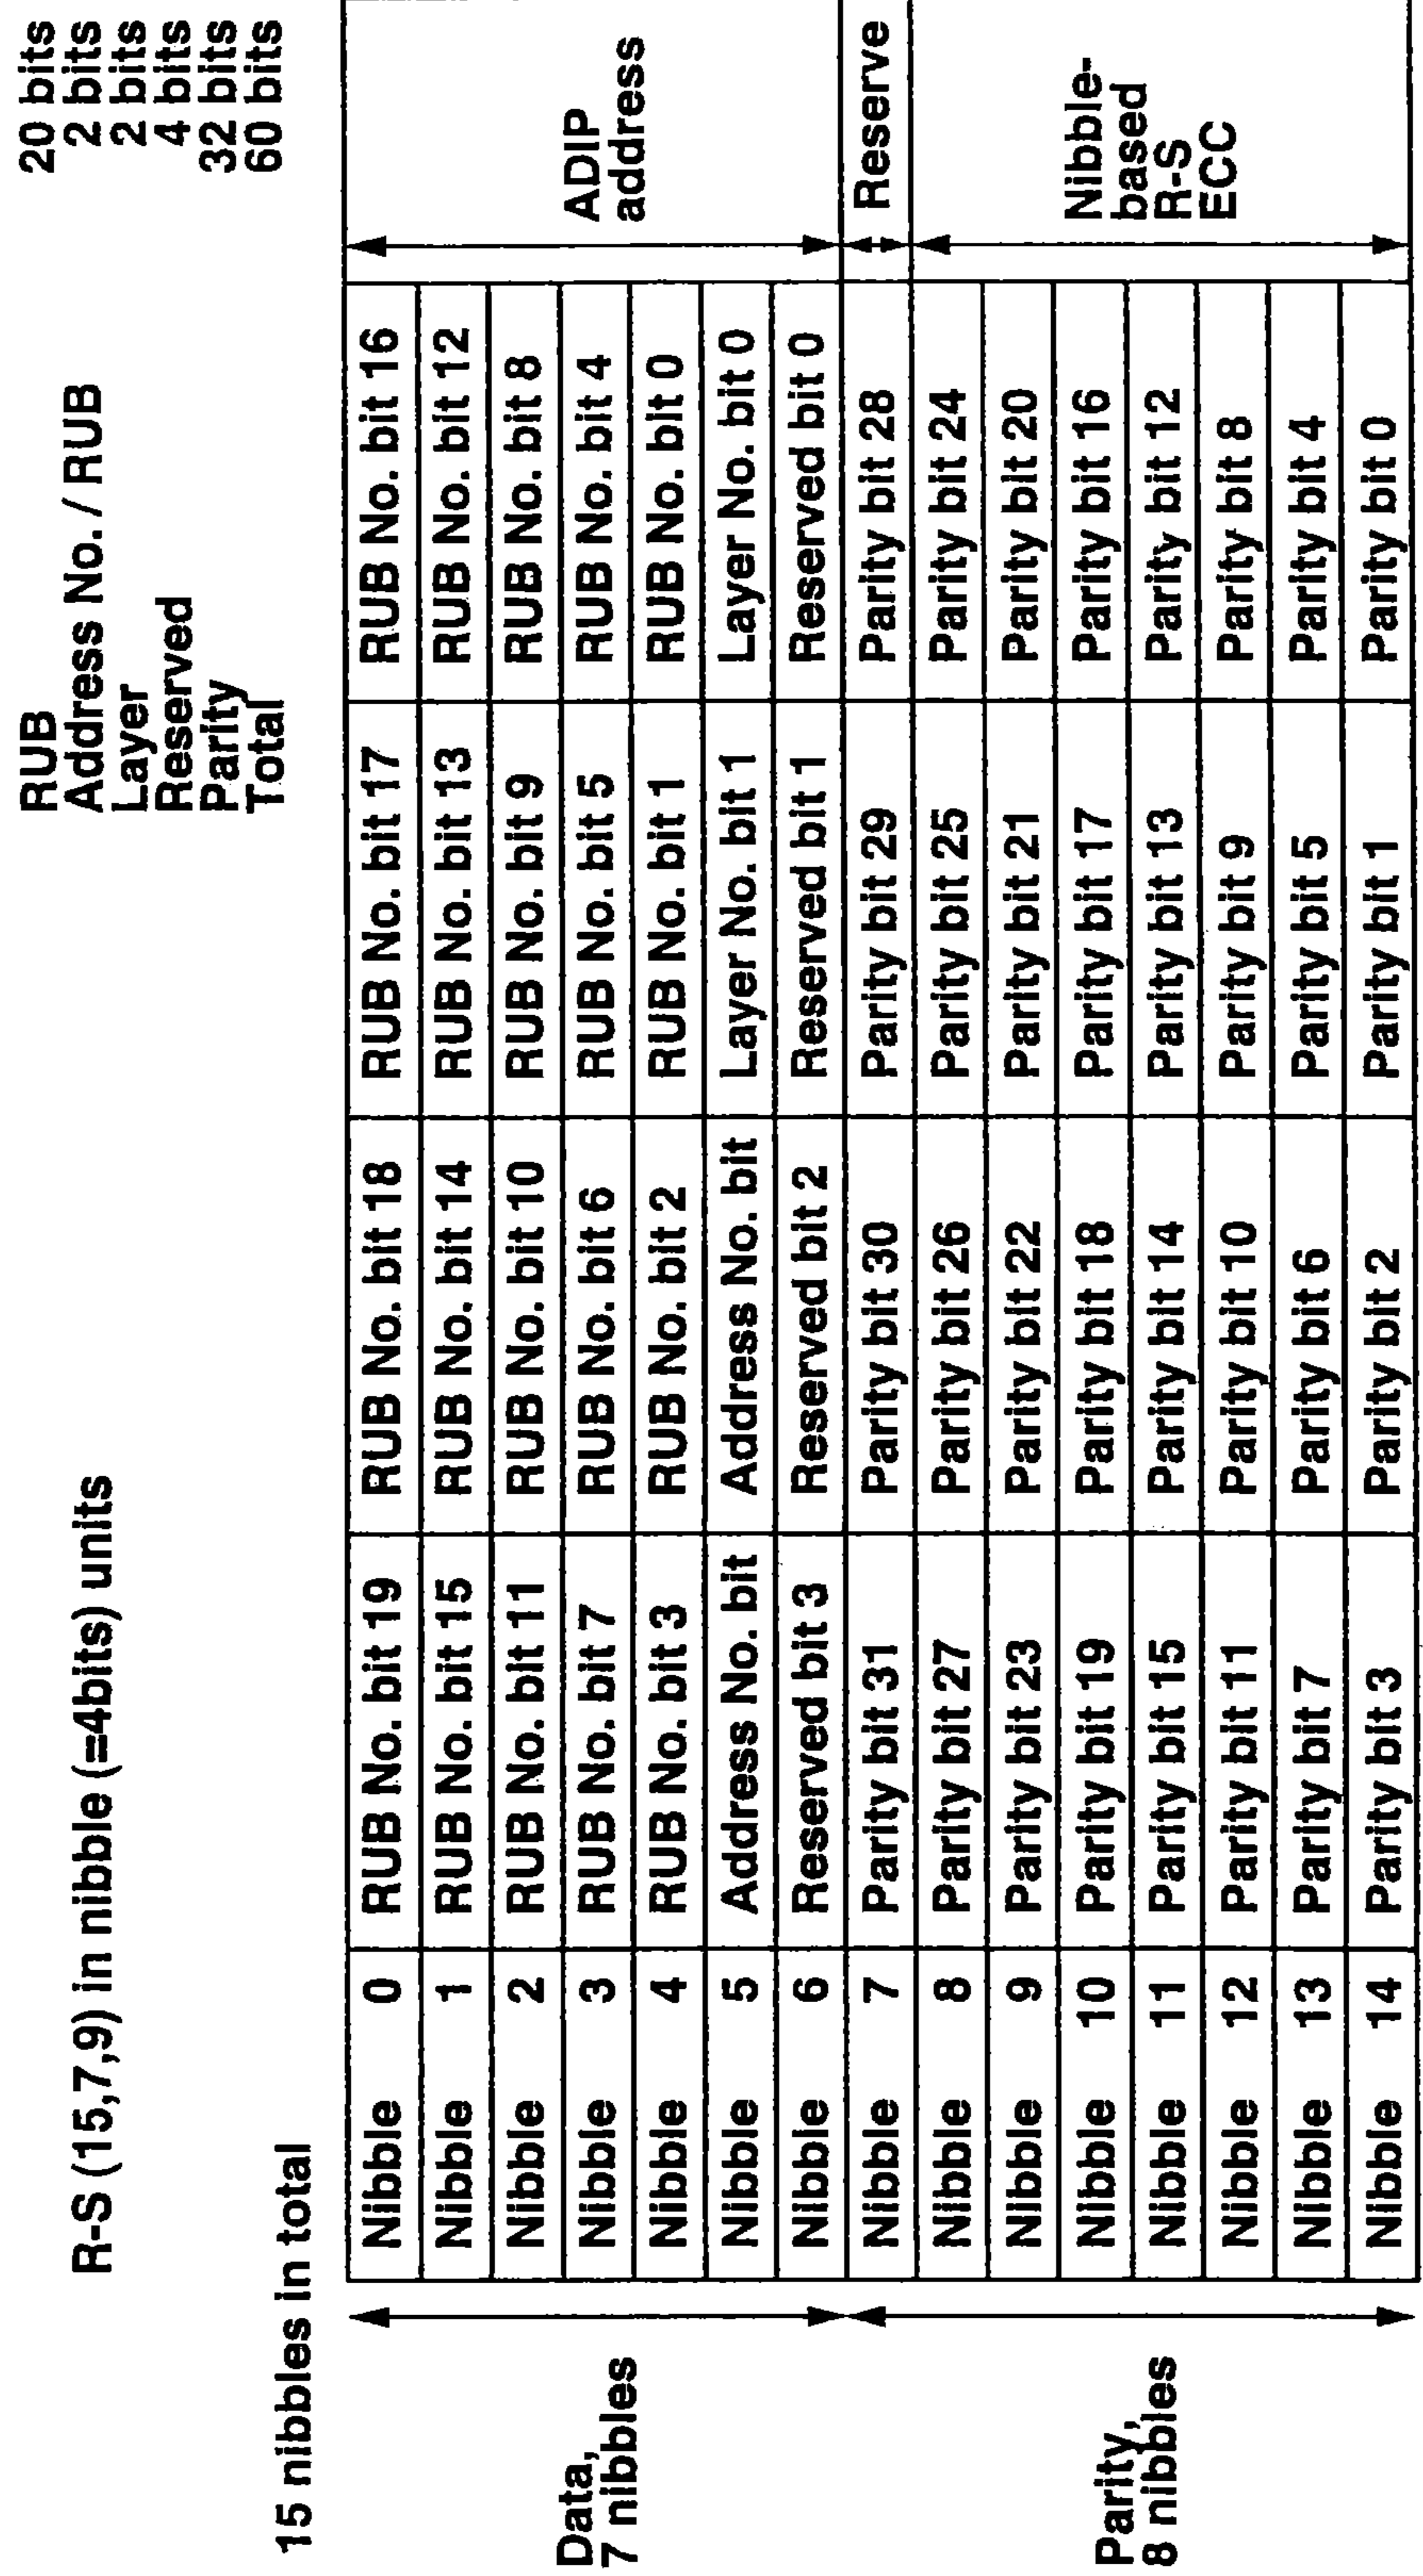 R-S (15,7,9) in nibble (=4bits) units
RUB 20 bits
Address No. / RUB 2 bits
Layer 2 bits
Reserved 4 bits
Parity 32 bits
Total 60 bits
15 nibbles in total
Data,
7 nibbles
Parity,
8 nibbles
Nibble 0 RUB No. bit 19 RUB No. bit 18 RUB No. bit 17 RUB No. bit 16
Nibble 1 RUB No. bit 15 RUB No. bit 14 RUB No. bit 13 RUB No. bit 12
Nibble 2 RUB No. bit 11 RUB No. bit 10 RUB No. bit 9 RUB No. bit 8
Nibble 3 RUB No. bit 7 RUB No. bit 6 RUB No. bit 5 RUB No. bit 4
Nibble 4 RUB No. bit 3 RUB No. bit 2 RUB No. bit 1 RUB No. bit 0
Nibble 5 Address No. bit Address No. bit Layer No. bit 1 Layer No. bit 0
Nibble 6 Reserved bit 3 Reserved bit 2 Reserved bit 1 Reserved bit 0
Nibble 7 Parity bit 31 Parity bit 30 Parity bit 29 Parity bit 28
Nibble 8 Parity bit 27 Parity bit 26 Parity bit 25 Parity bit 24
Nibble 9 Parity bit 23 Parity bit 22 Parity bit 21 Parity bit 20
Nibble 10 Parity bit 19 Parity bit 18 Parity bit 17 Parity bit 16
Nibble 11 Parity bit 15 Parity bit 14 Parity bit 13 Parity bit 12
Nibble 12 Parity bit 11 Parity bit 10 Parity bit 9 Parity bit 8
Nibble 13 Parity bit 7 Parity bit 6 Parity bit 5 Parity bit 4
Nibble 14 Parity bit 3 Parity bit 2 Parity bit 1 Parity bit 0
ADIP
address
Reserve
Nibble-
based
R-S
ECC